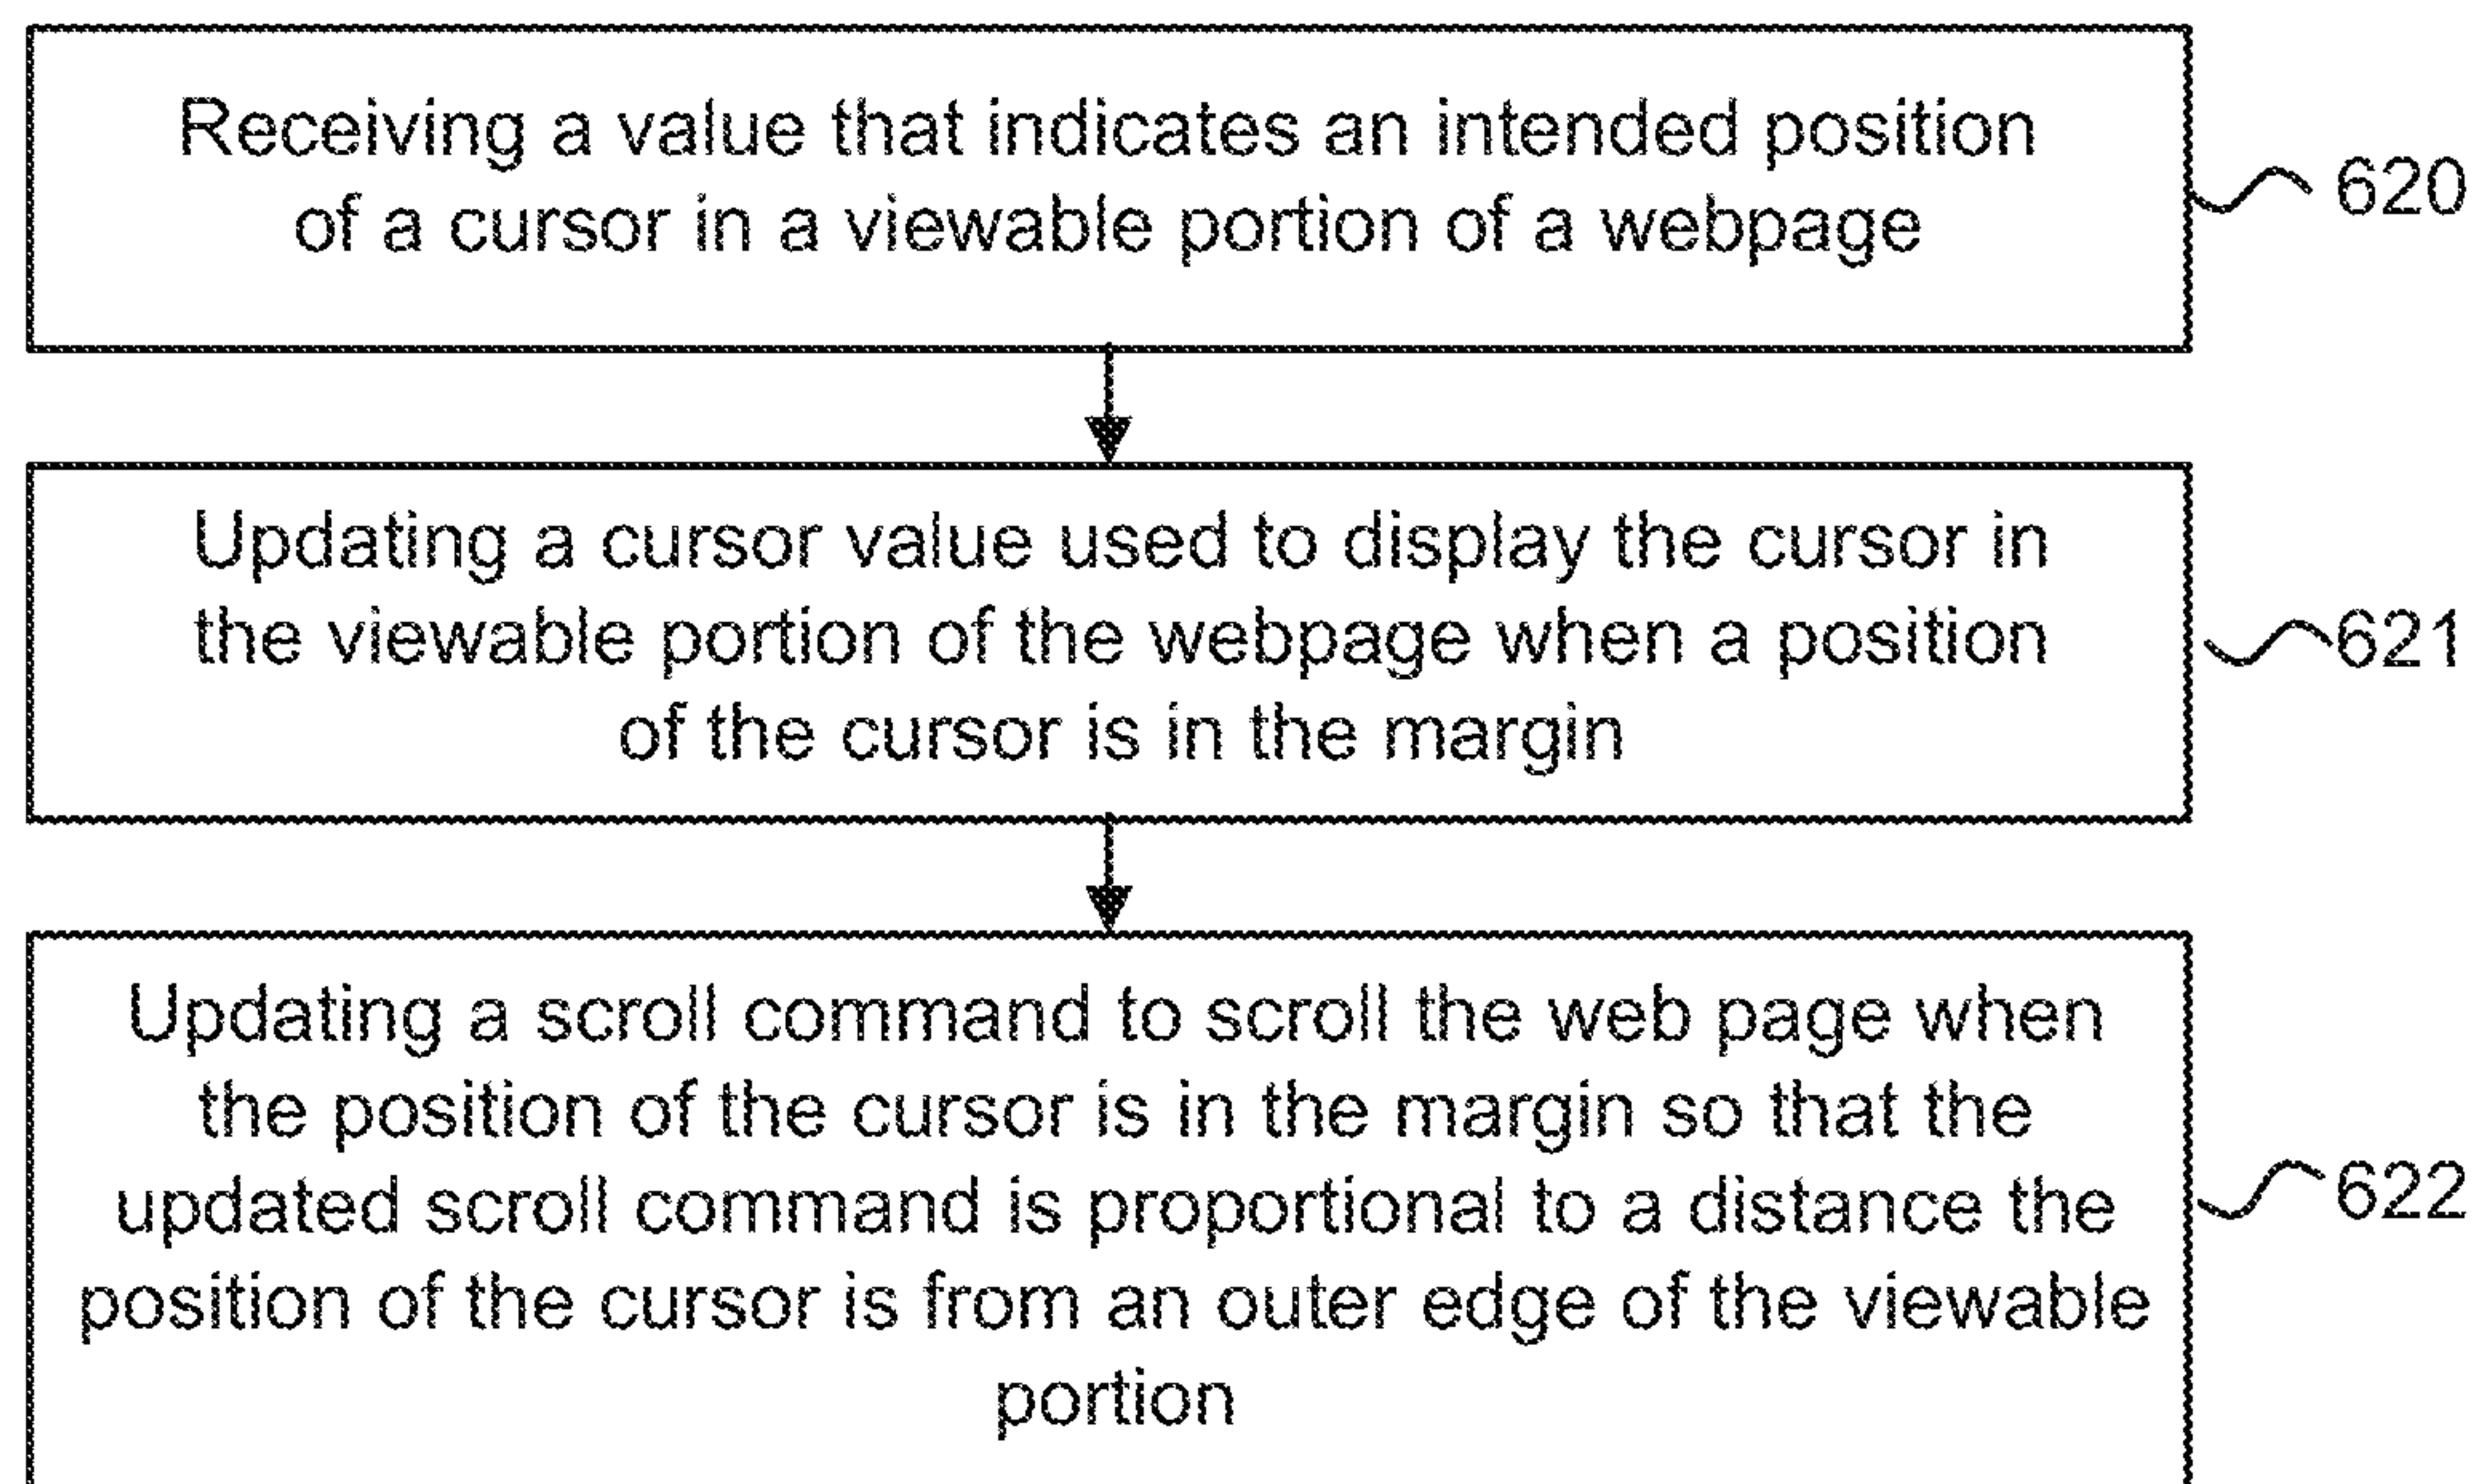 Receiving a value that indicates an intended position
of a cursor in a viewable portion of a webpage
620
Updating a cursor value used to display the cursor in
the viewable portion of the webpage when a position
of the cursor is in the margin
621
Updating a scroll command to scroll the web page when
the position of the cursor is in the margin so that the
updated scroll command is proportional to a distance the
position of the cursor is from an outer edge of the viewable
portion
622